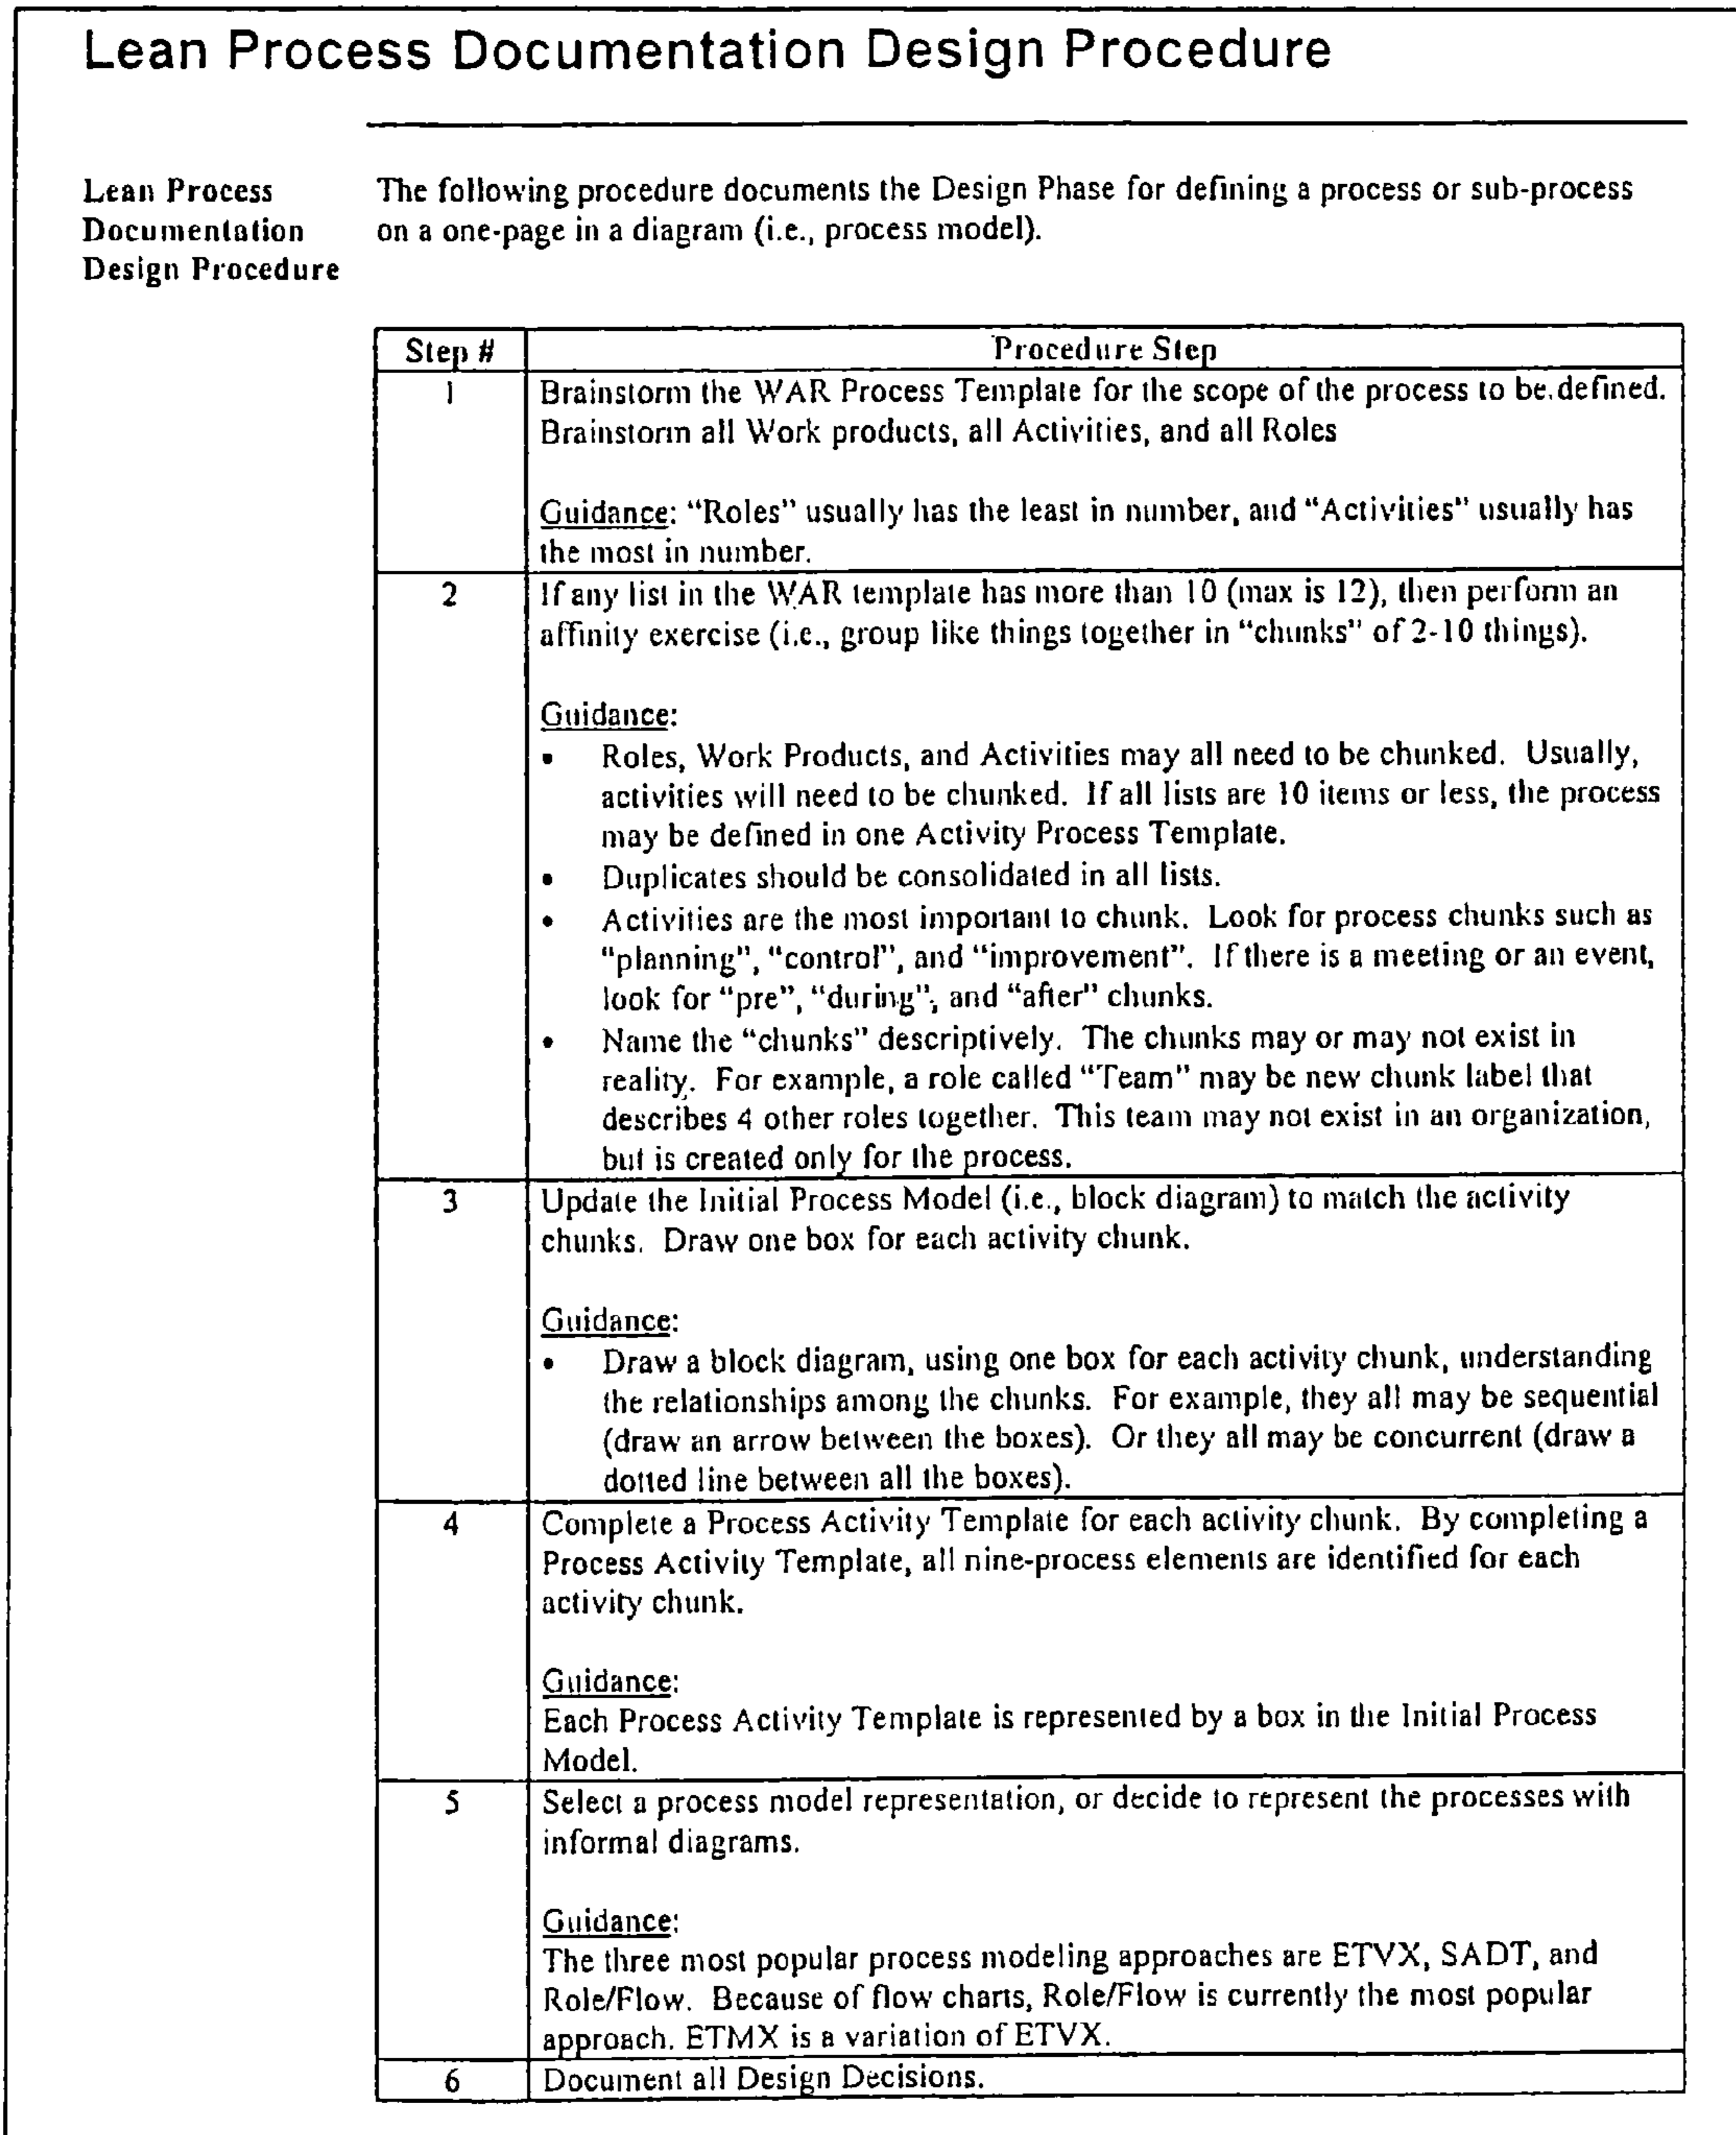 Lean Process Documentation Design Procedure
Lean Process
Documentation
Design Procedure
The following procedure documents the Design Phase for defining a process or sub-process
on a one-page in a diagram (i.e., process model).
Step # Procedure Step
1 Brainstorm the WAR Process Template for the scope of the process to be defined.
Brainstorm all Work products, all Activities, and all Roles
Guidance: “Roles” usually has the least in number, and “Activities” usually has
the most in number.
2 If any list in the WAR template has more than 10 (max is 12), then perform an
affinity exercise (i.e., group like things together in “chunks” of 2-10 things).
Guidance:
• Roles, Work Products, and Activities may all need to be chunked. Usually,
activities will need to be chunked. If all lists are 10 items or less, the process
may be defined in one Activity Process Template.
• Duplicates should be consolidated in all lists.
• Activities are the most important to chunk. Look for process chunks such as
“planning”, “control”, and “improvement”. If there is a meeting or an event,
look for “pre”, “during”, and “after” chunks.
• Name the “chunks” descriptively. The chunks may or may not exist in
reality. For example, a role called “Team” may be new chunk label that
describes 4 other roles together. This team may not exist in an organization,
but is created only for the process.
3 Update the Initial Process Model (i.e., block diagram) to match the activity
chunks. Draw one box for each activity chunk.
Guidance:
• Draw a block diagram, using one box for each activity chunk, understanding
the relationships among the chunks. For example, they all may be sequential
(draw an arrow between the boxes). Or they all may be concurrent (draw a
dotted line between all the boxes).
4 Complete a Process Activity Template for each activity chunk. By completing a
Process Activity Template, all nine-process elements are identified for each
activity chunk.
Guidance:
Each Process Activity Template is represented by a box in the Initial Process
Model.
5 Select a process model representation, or decide to represent the processes with
informal diagrams.
Guidance:
The three most popular process modeling approaches are ETVX, SADT, and
Role/Flow. Because of flow charts, Role/Flow is currently the most popular
approach. ETMX is a variation of ETVX.
6 Document all Design Decisions.